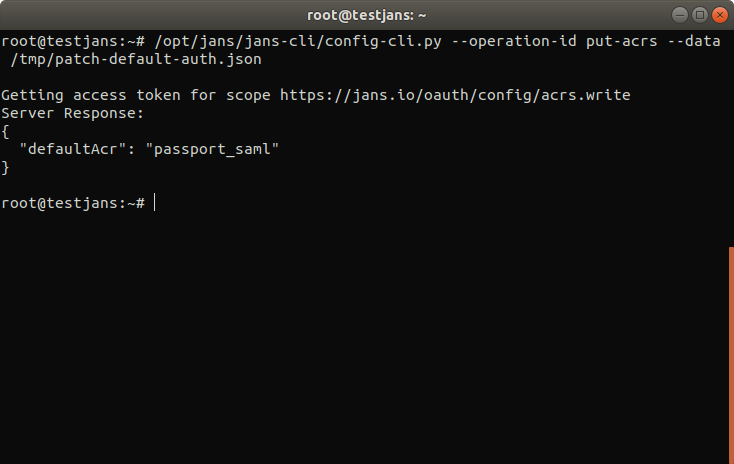 root@testjans: ~
root@testjans:~# /opt/jans/jans-cli/config-cli.py --operation-id put-acrs --data
 /tmp/patch-default-auth.json
Getting access token for scope https://jans.io/oauth/config/acrs.write
Server Response:
{
  "defaultAcr": "passport_saml"
}
root@testjans:~#